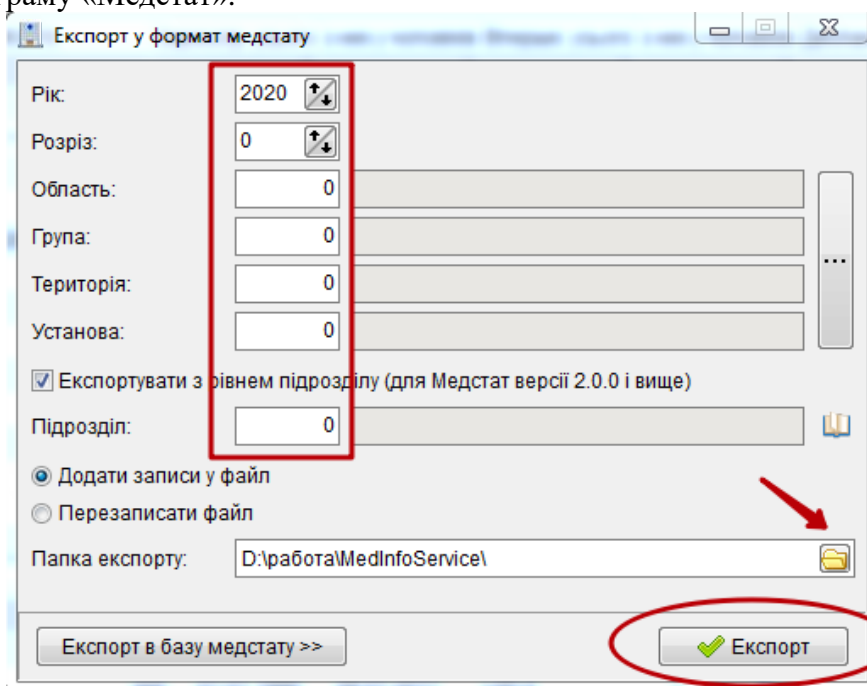 граму «Медстат».
Експорт у формат медстату
Рік: 2020
Розріз: 0
Область: 0
Група: 0
Територія: 0
Установа: 0
...
Експортувати з рівнем підрозділу (для Медстат версії 2.0.0 і вище)
Підрозділ: 0
Додати записи у файл
Перезаписати файл
Папка експорту: D:\работа\MedInfoService\
Експорт в базу медстату >> Експорт